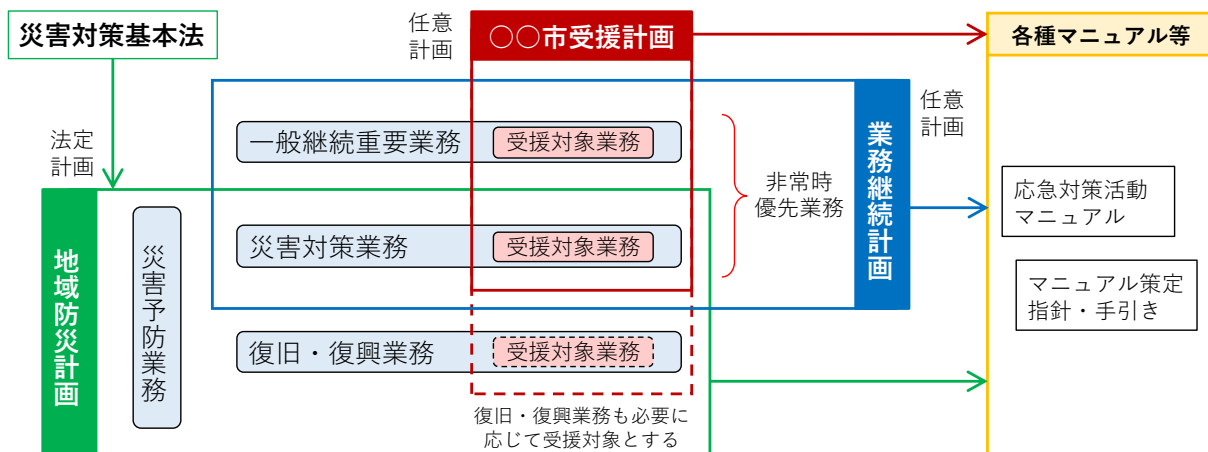 災害対策基本法
任意
計画
○○市受援計画
各種マニュアル等
法定
計画
一般継続重要業務
受援対象業務
非常時
優先業務
業務継続計画
任意
計画
応急対策活動
マニュアル
地域防災計画
災害予防業務
災害対策業務
受援対象業務
マニュアル策定
指針・手引き
復旧・復興業務
受援対象業務
復旧・復興業務も必要に
応じて受援対象とする